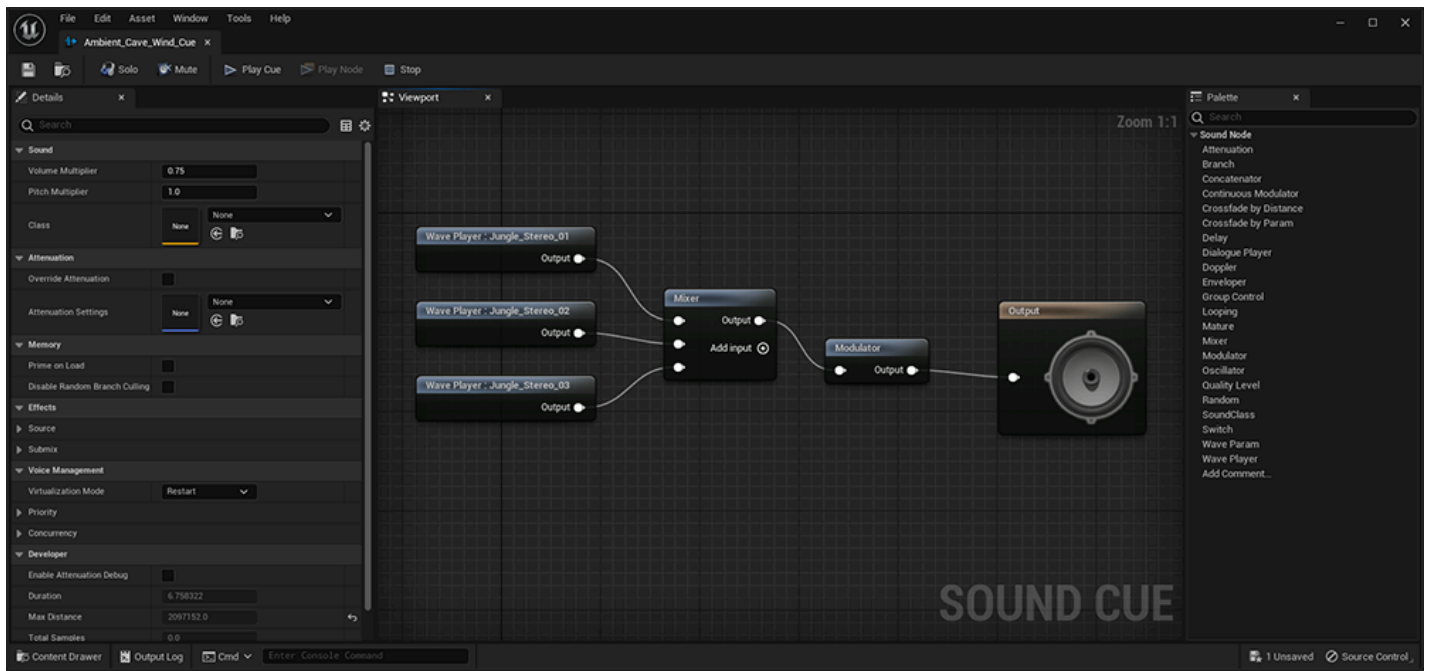 File Edit Asset Window Tools Help
Ambient_Cave_Wind_Cue
Solo Mute Play Cue Play Node Stop
Details
Search
Sound
Volume Multiplier 0.75
Pitch Multiplier 1.0
Class None None
Attenuation
Override Attenuation
Attenuation Settings None None
Memory
Prime on Load
Disable Random Branch Culling
Effects
Source
Submix
Voice Management
Virtualization Mode Restart
Priority
Concurrency
Developer
Enable Attenuation Debug
Duration 6.758322
Max Distance 2097152.0
Total Samples 0.0
Viewport
Zoom 1:1
Wave Player : Jungle_Stereo_01
Output
Wave Player : Jungle_Stereo_02
Output
Wave Player : Jungle_Stereo_03
Output
Mixer
Output
Add input
Modulator
Output
Output
SOUND CUE
Palette
Search
Sound Node
Attenuation
Branch
Concatenator
Continuous Modulator
Crossfade by Distance
Crossfade by Param
Delay
Dialogue Player
Doppler
Enveloper
Group Control
Looping
Mature
Mixer
Modulator
Oscillator
Quality Level
Random
SoundClass
Switch
Wave Param
Wave Player
Add Comment...
Content Drawer Output Log Cmd Enter Console Command 1 Unsaved Source Control